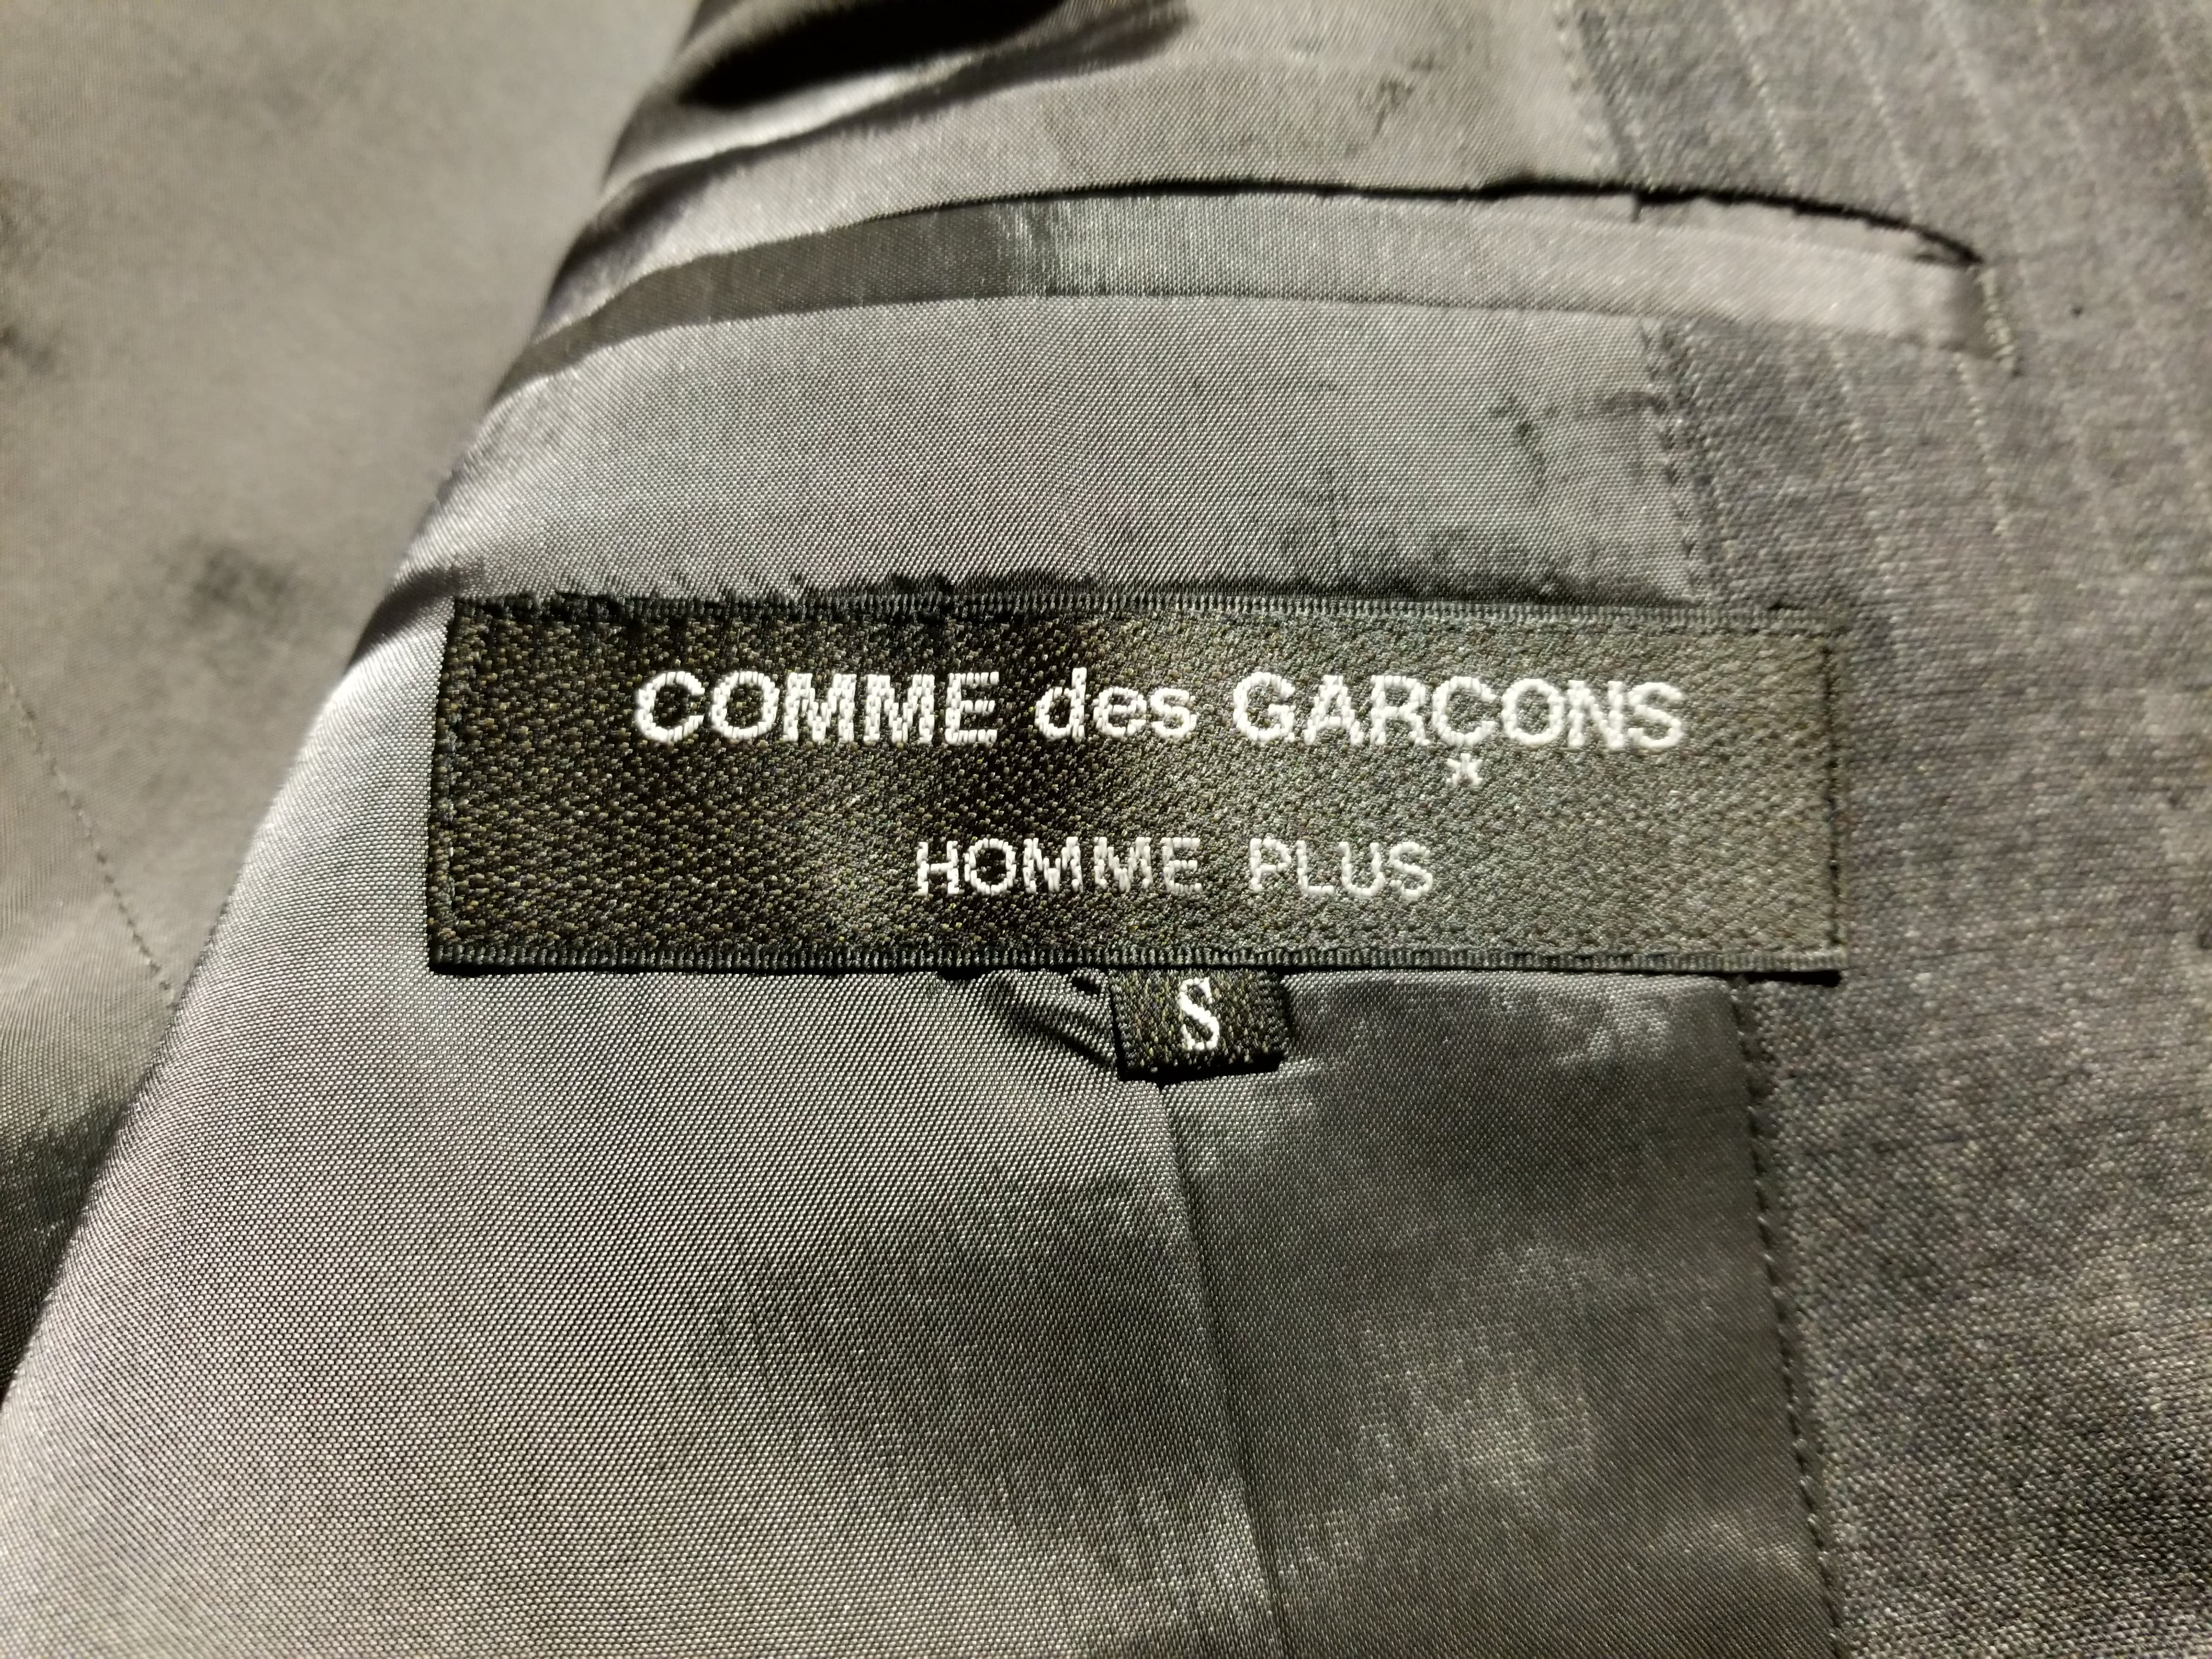 COMME des GARÇONS
*
HOMME PLUS
S